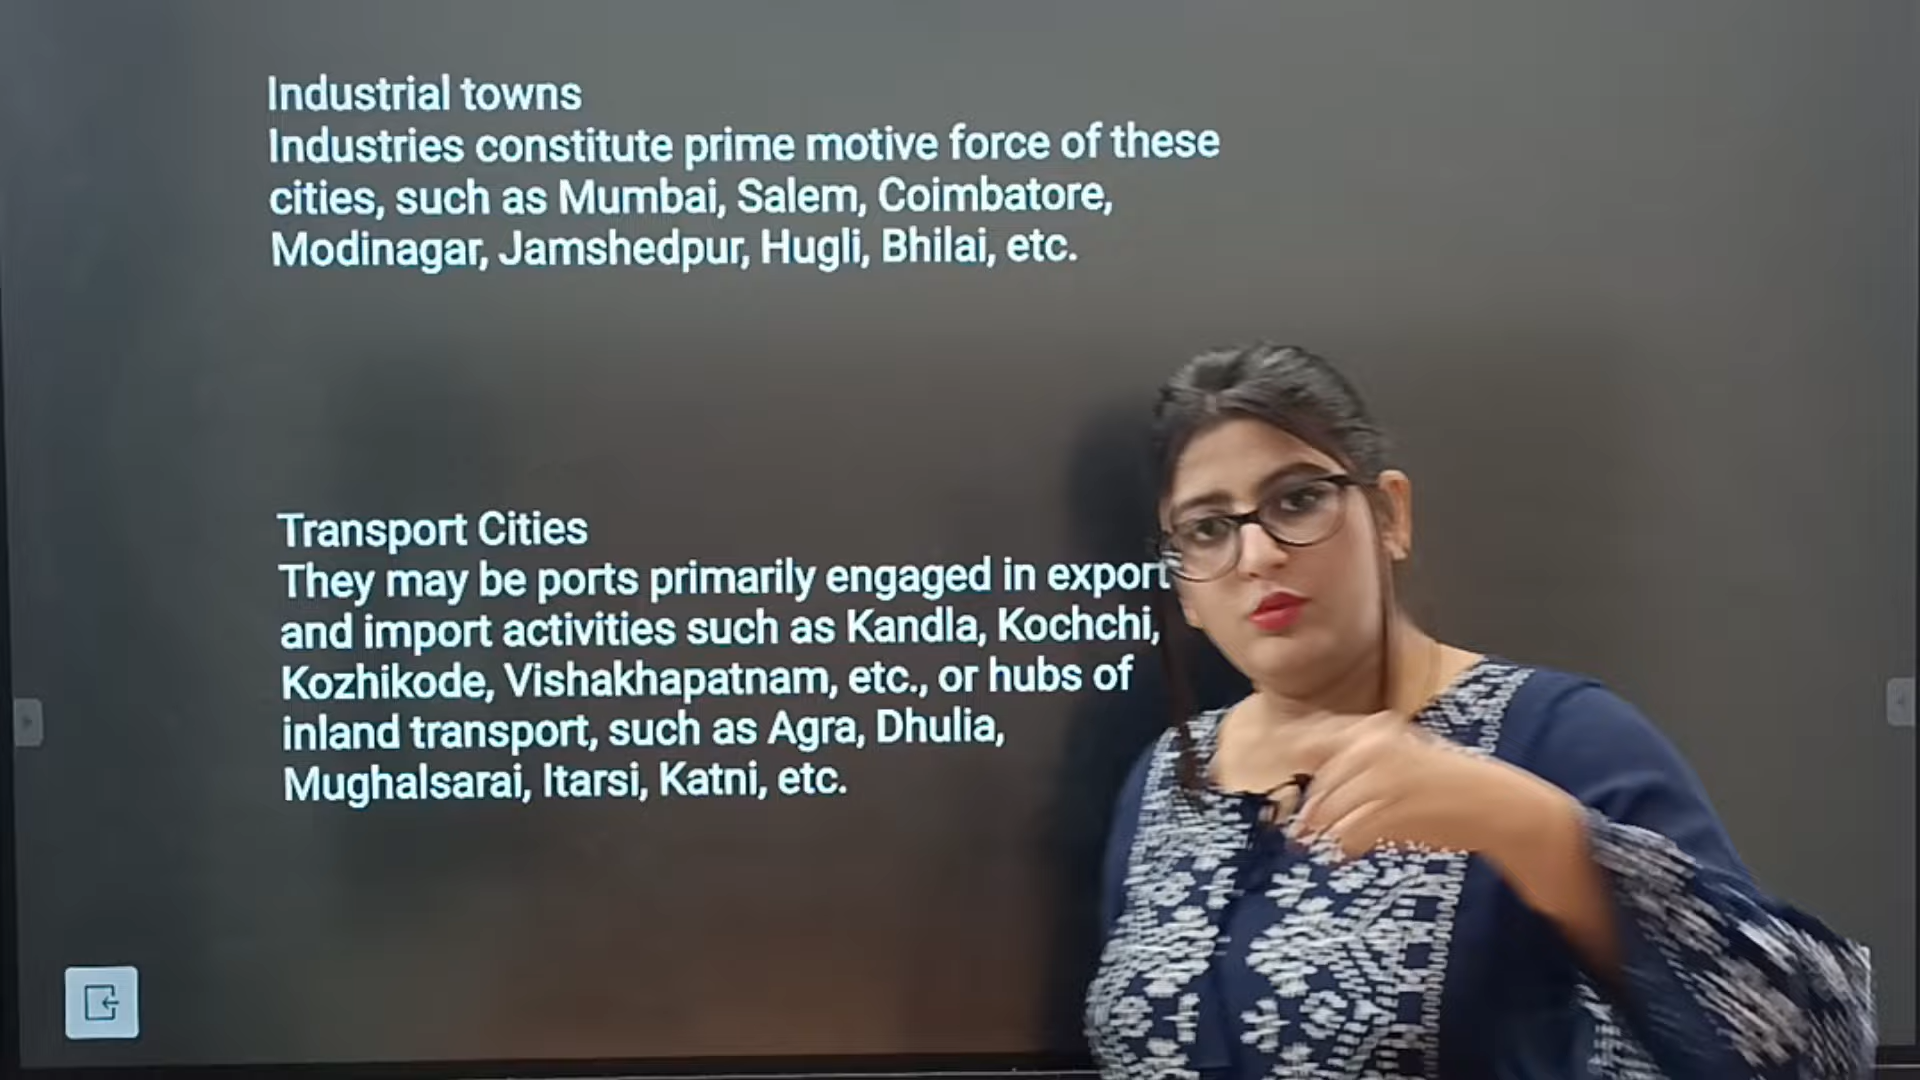 Industrial towns
Industries constitute prime motive force of these
cities, such as Mumbai, Salem, Coimbatore,
Modinagar, Jamshedpur, Hugli, Bhilai, etc.
Transport Cities
They may be ports primarily engaged in export
and import activities such as Kandla, Kochchi,
Kozhikode, Vishakhapatnam, etc., or hubs of
inland transport, such as Agra, Dhulia,
Mughalsarai, Itarsi, Katni, etc.